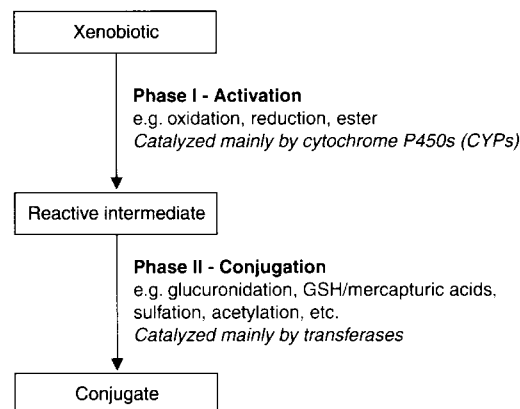 Xenobiotic
Phase I - Activation
e.g. oxidation, reduction, ester
Catalyzed mainly by cytochrome P450s (CYPs)
Reactive intermediate
Phase II - Conjugation
e.g. glucuronidation, GSH/mercapturic acids,
sulfation, acetylation, etc.
Catalyzed mainly by transferases
Conjugate